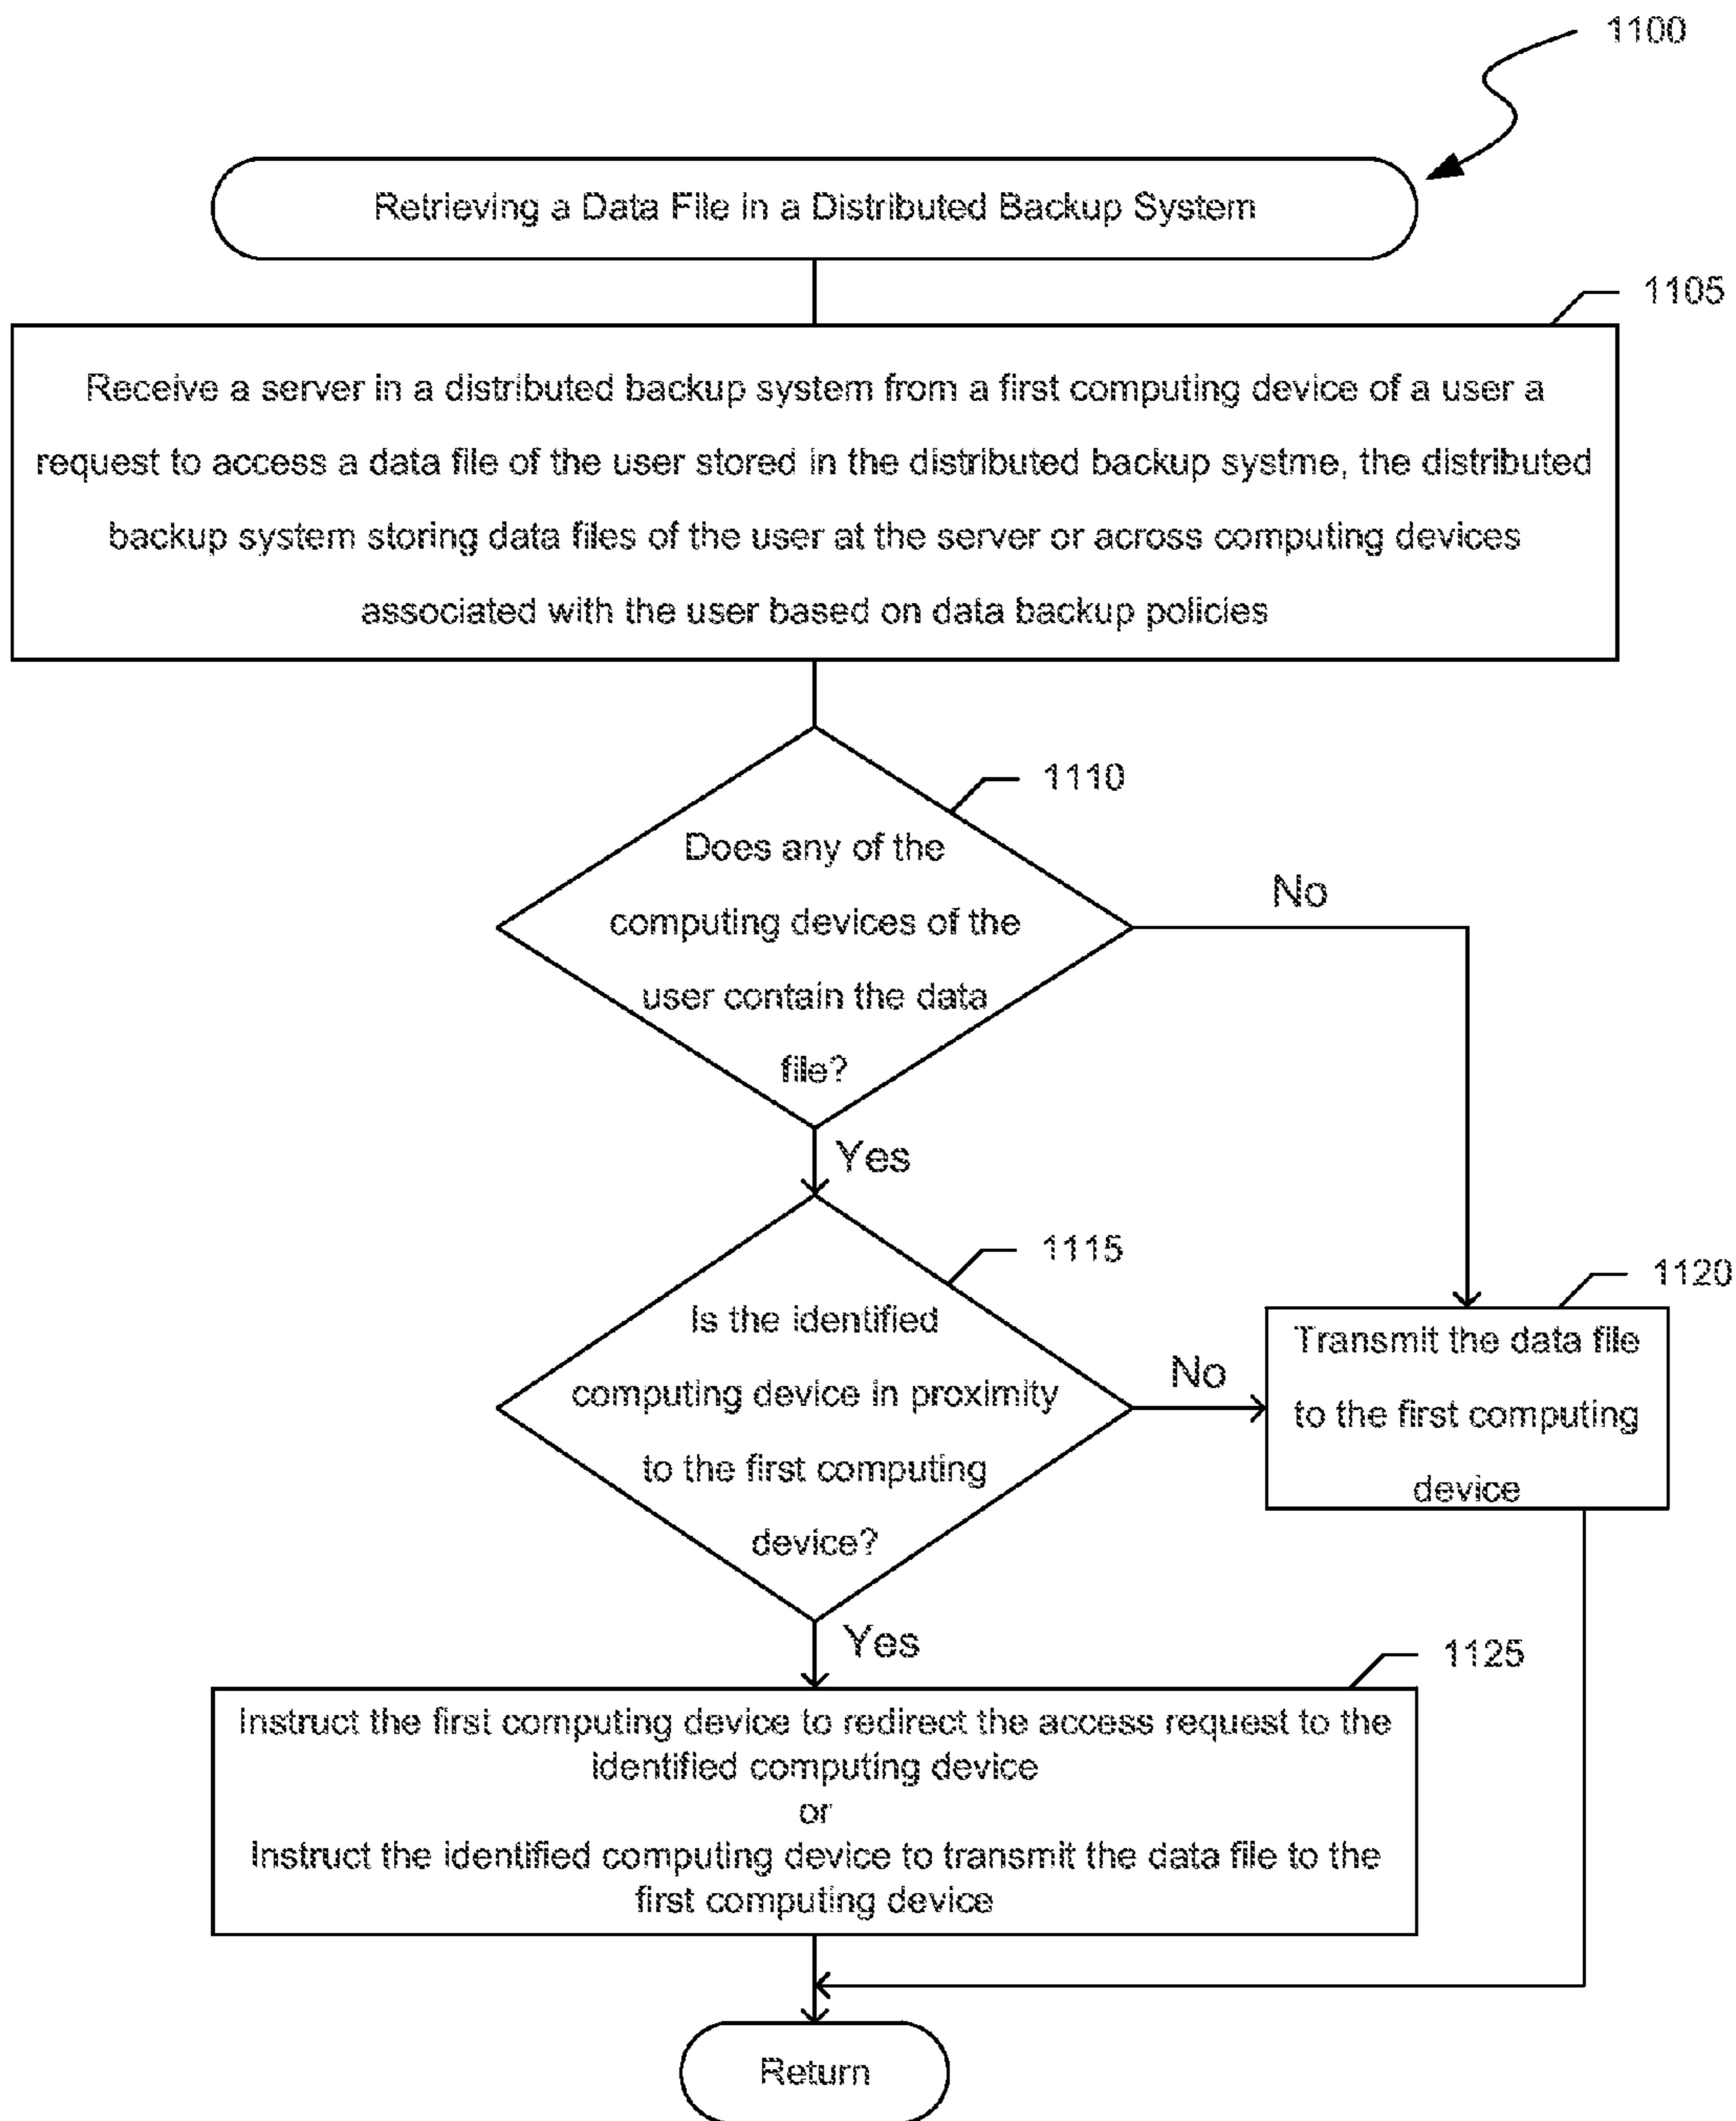 1100
Retrieving a Data File in a Distributed Backup System
1105
Receive a server in a distributed backup system from a first computing device of a user a
request to access a data file of the user stored in the distributed backup systme, the distributed
backup system storing data files of the user at the server or across computing devices
associated with the user based on data backup policies
1110
Does any of the
computing devices of the
user contain the data
file?
No
Yes
1115
Is the identified
computing device in proximity
to the first computing
device?
No
1120
Transmit the data file
to the first computing
device
Yes
1125
Instruct the first computing device to redirect the access request to the
identified computing device
or
Instruct the identified computing device to transmit the data file to the
first computing device
Return